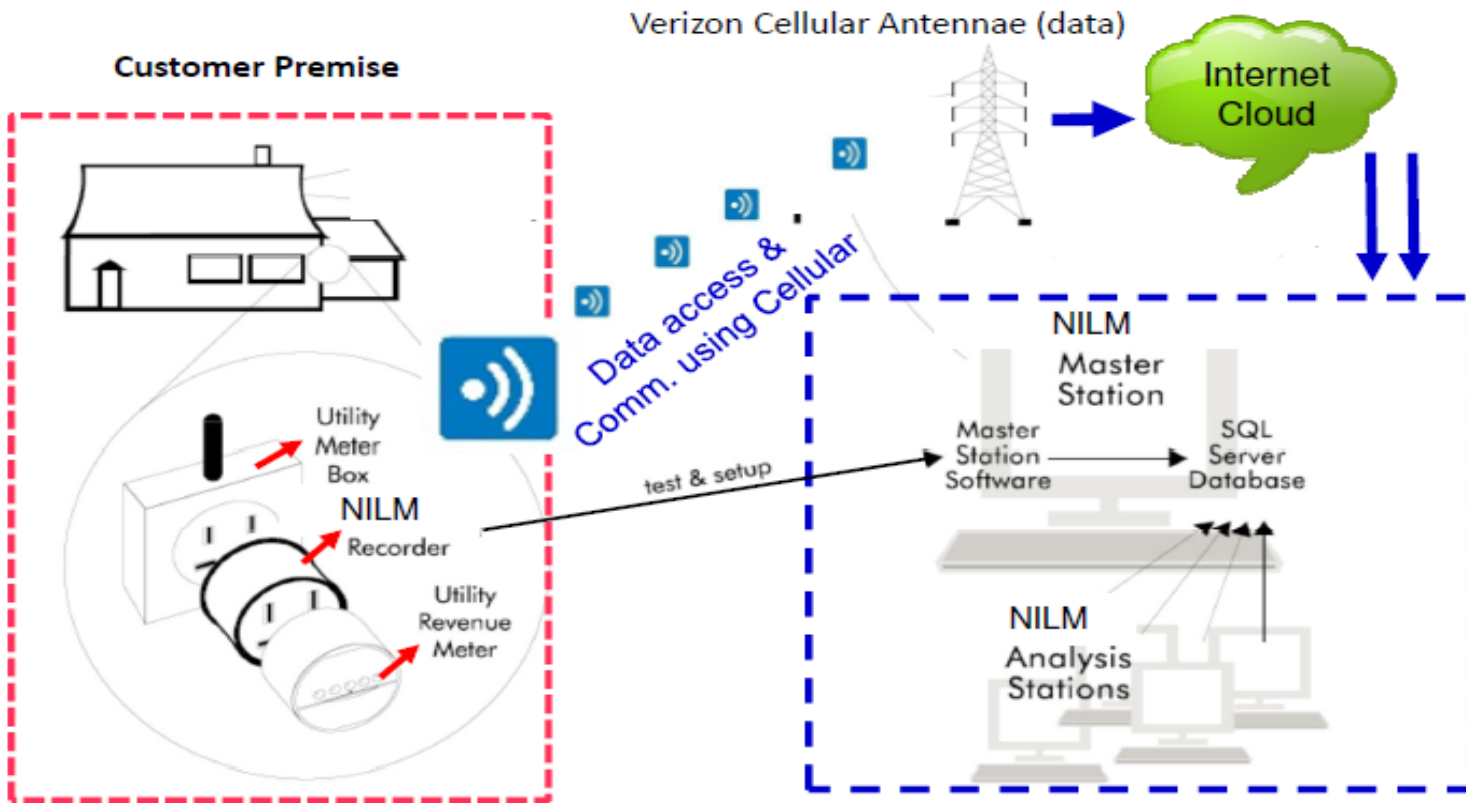 Verizon Cellular Antennae (data)
Customer Premise
Internet
Cloud
Data access &
Comm. using Cellular
Utility
Meter
Box
NILM
Recorder
Utility
Revenue
Meter
test & setup
NILM
Master
Station
Master
Station
Software
SQL
Server
Database
NILM
Analysis
Stations